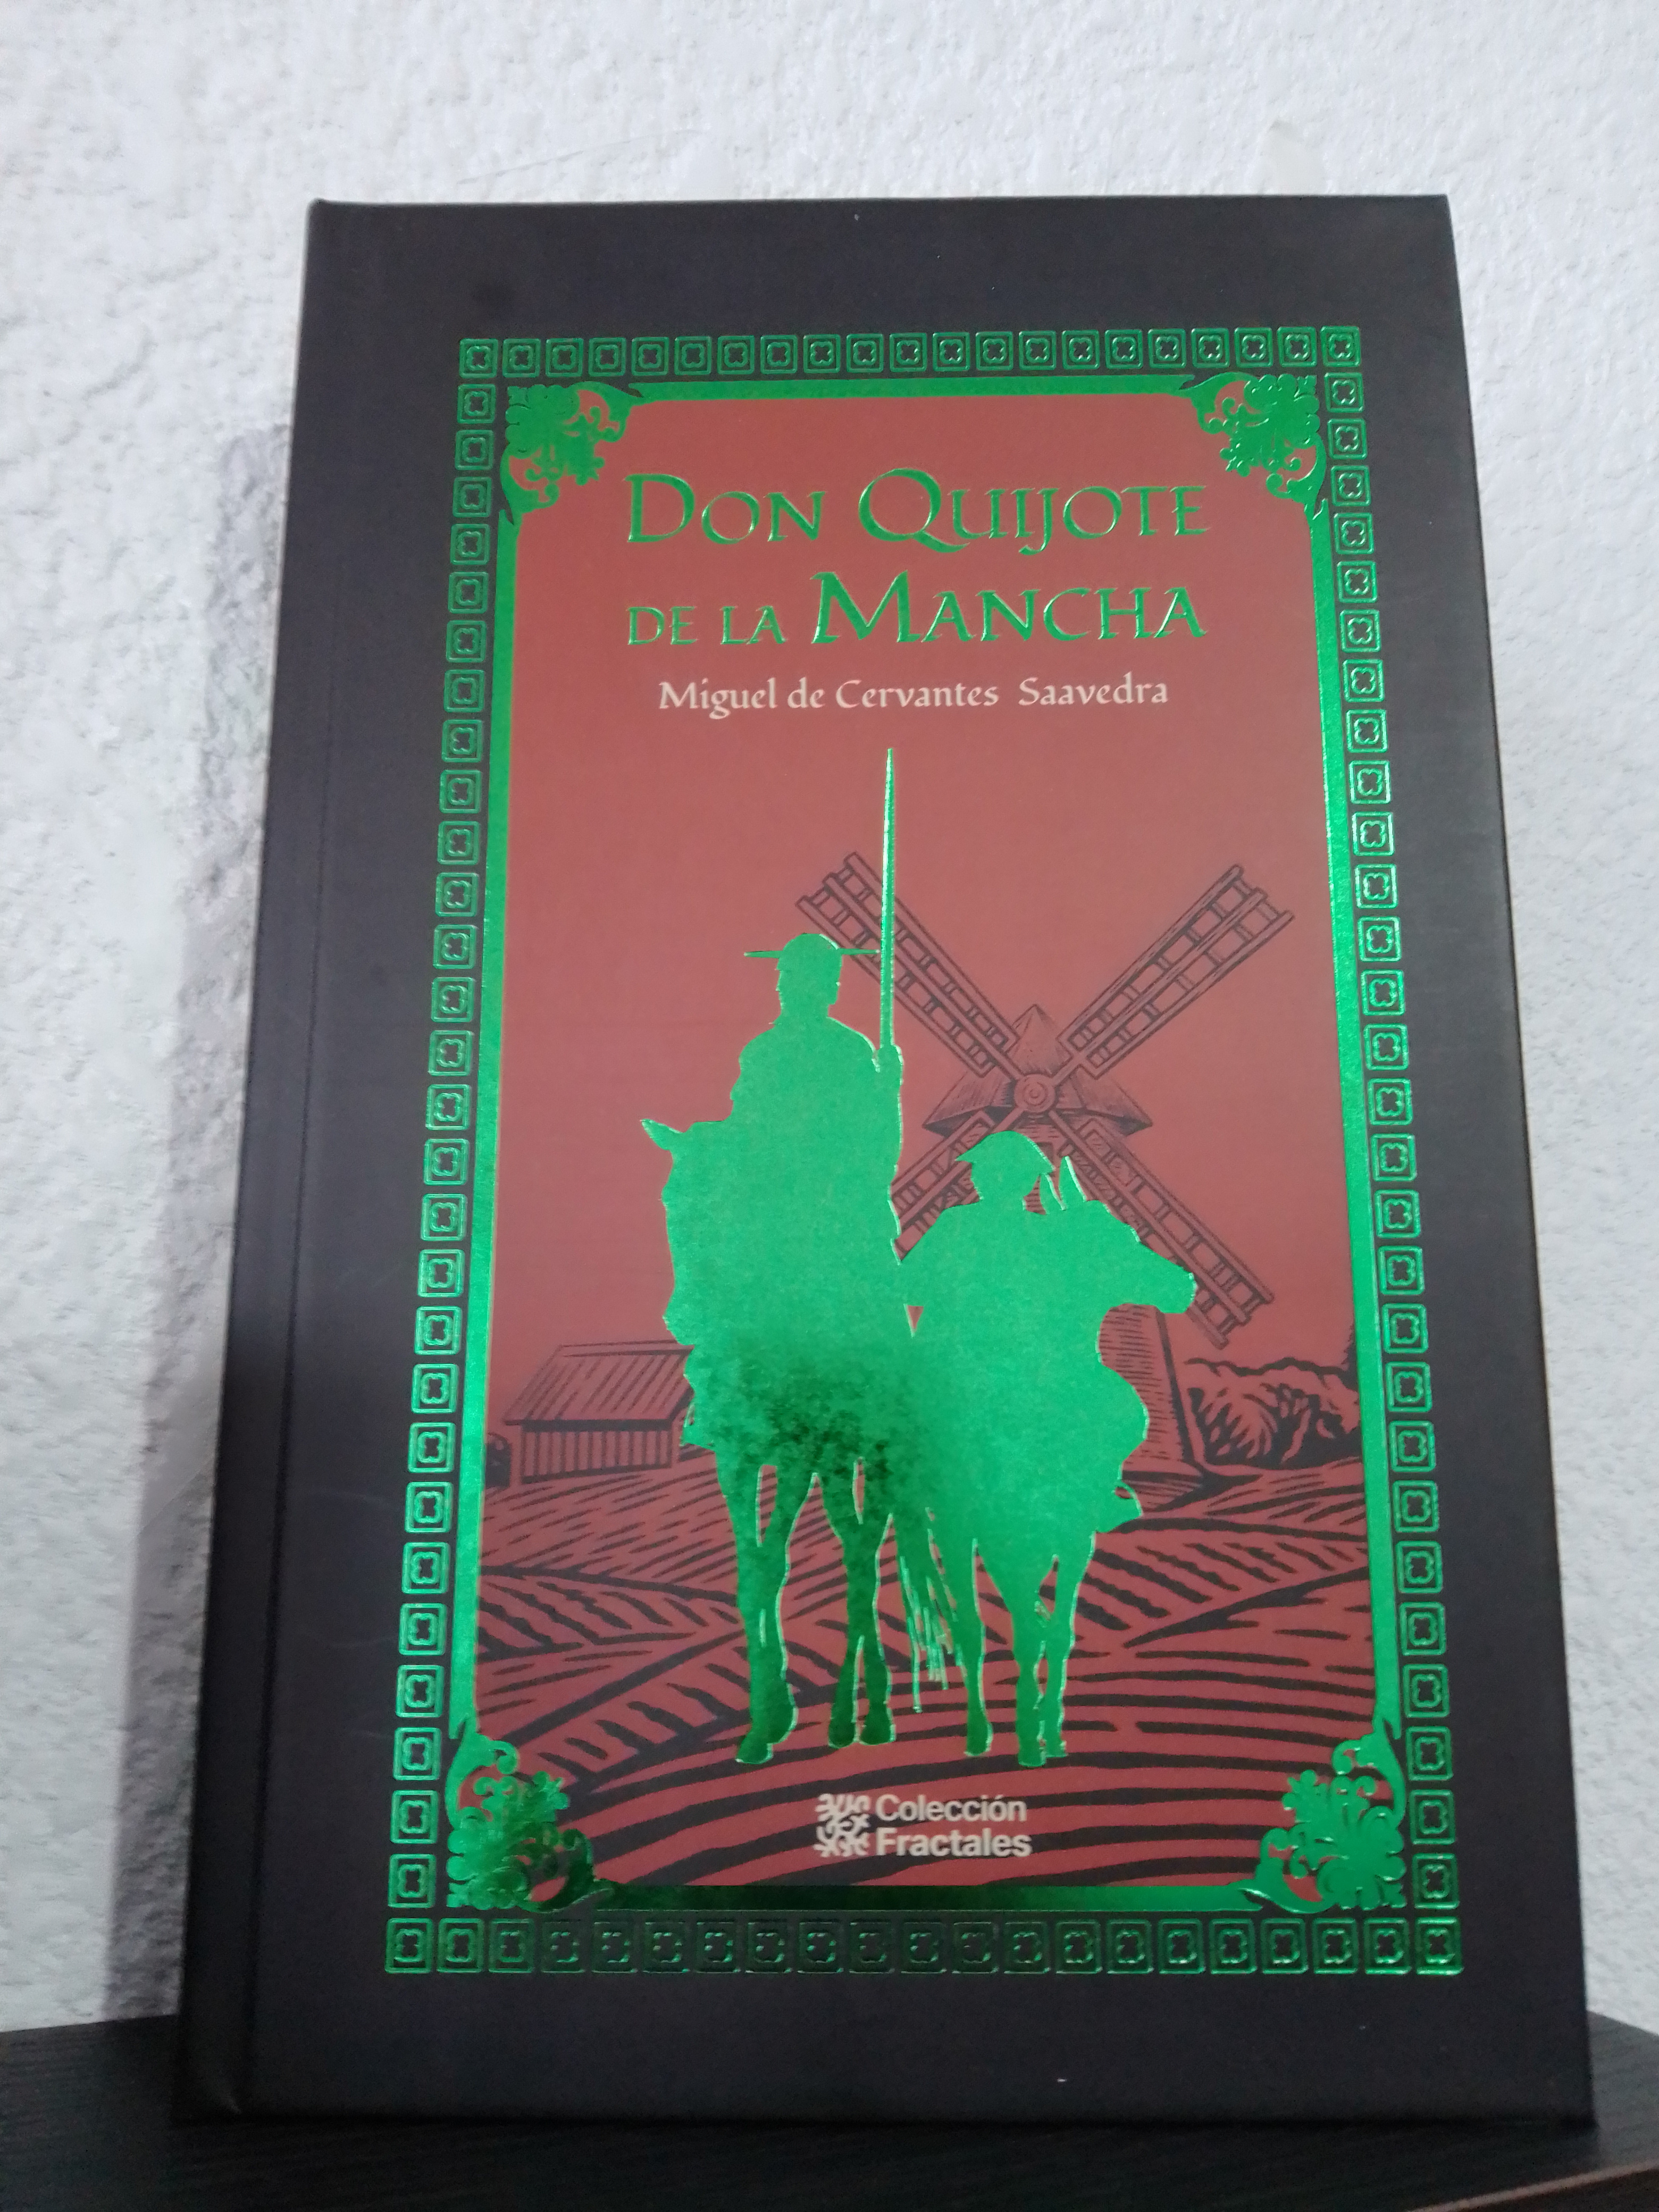 DON QUIJOTE
DE LA MANCHA
Miguel de Cervantes Saavedra
Colección
Fractales